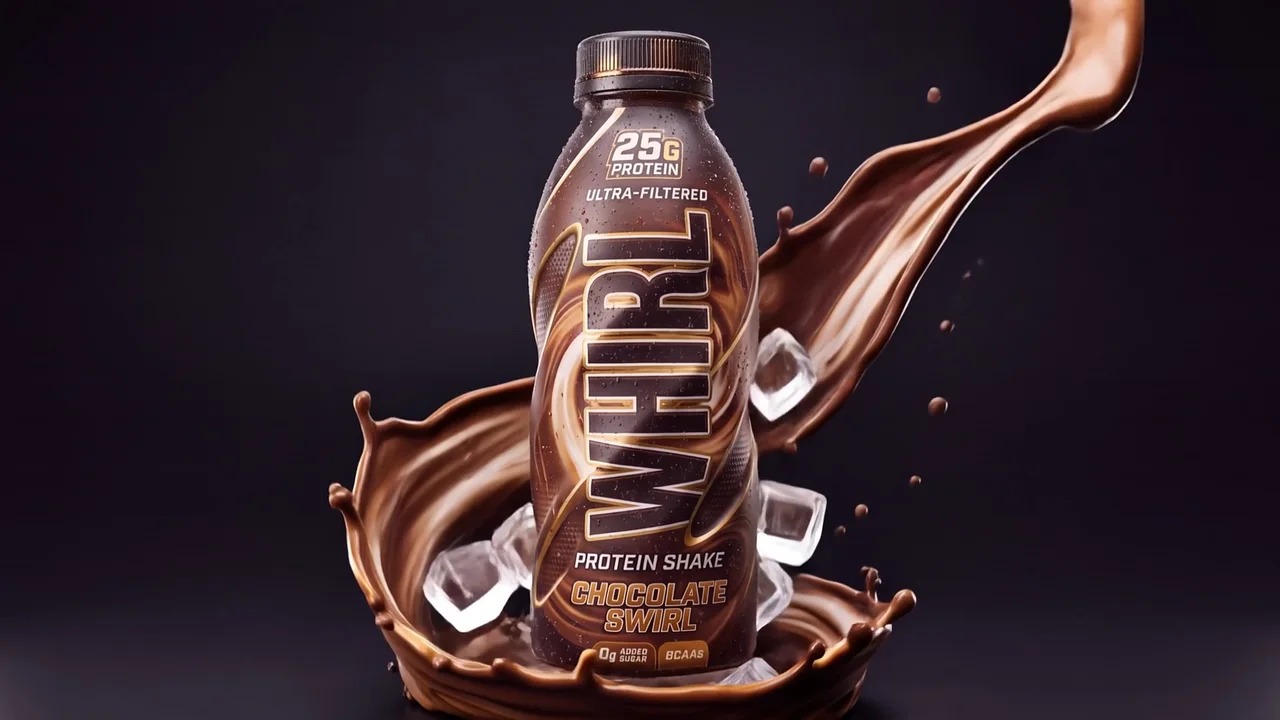 25G
PROTEIN
ULTRA-FILTERED
WHIRL
PROTEIN SHAKE
CHOCOLATE
SWIRL
0g ADDED SUGAR
BCAAs